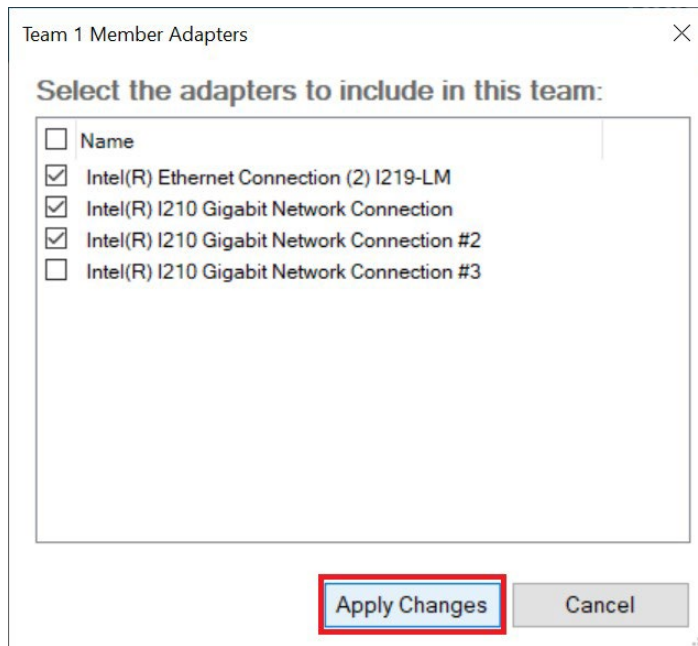 Team 1 Member Adapters
Select the adapters to include in this team:
Name
Intel(R) Ethernet Connection (2) I219-LM
Intel(R) I210 Gigabit Network Connection
Intel(R) I210 Gigabit Network Connection #2
Intel(R) I210 Gigabit Network Connection #3
Apply Changes Cancel